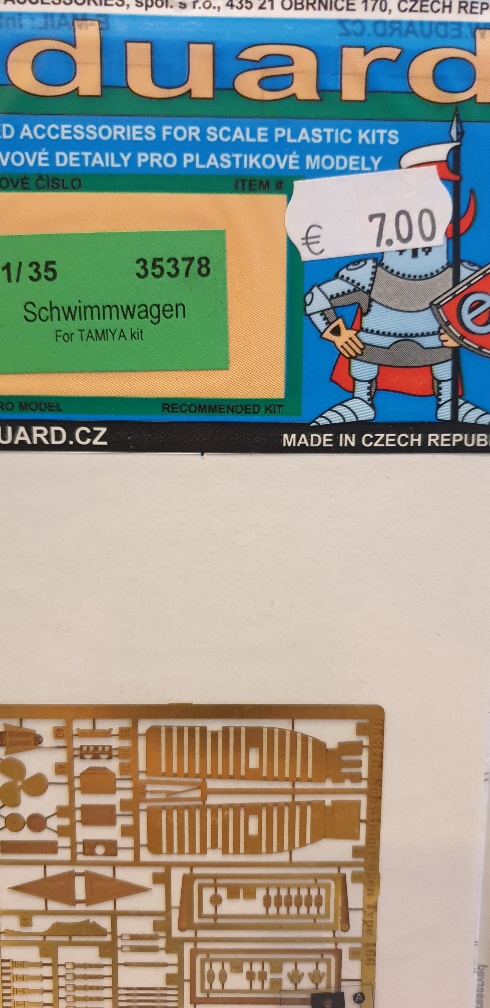 ACCESSORIES, spol. s r.o., 435 21 OBRNICE 170, CZECH REP
duard
ED ACCESSORIES FOR SCALE PLASTIC KITS
VOVÉ DETAILY PRO PLASTIKOVÉ MODELY
OVÉ ČÍSLO ITEM #
€ 7.00
1/35 35378
Schwimmwagen
For TAMIYA kit
e
RO MODEL RECOMMENDED KIT
UARD.CZ MADE IN CZECH REPUB